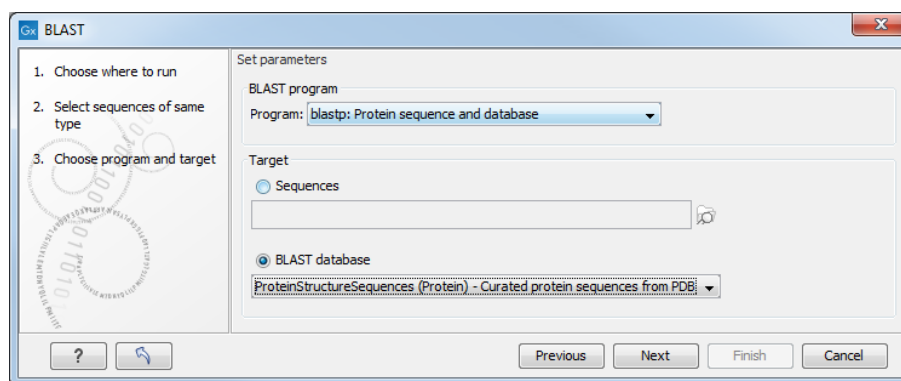 Gx BLAST
1. Choose where to run
2. Select sequences of same
type
3. Choose program and target
Set parameters
BLAST program
Program: blastp: Protein sequence and database
Target
Sequences
BLAST database
ProteinStructureSequences (Protein) - Curated protein sequences from PDB
? Previous Next Finish Cancel